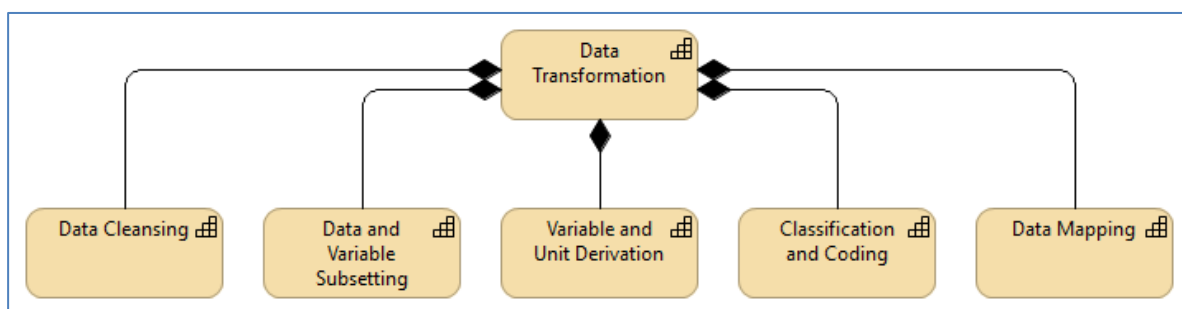 Data
Transformation
Data Cleansing
Data and
Variable
Subsetting
Variable and
Unit Derivation
Classification
and Coding
Data Mapping